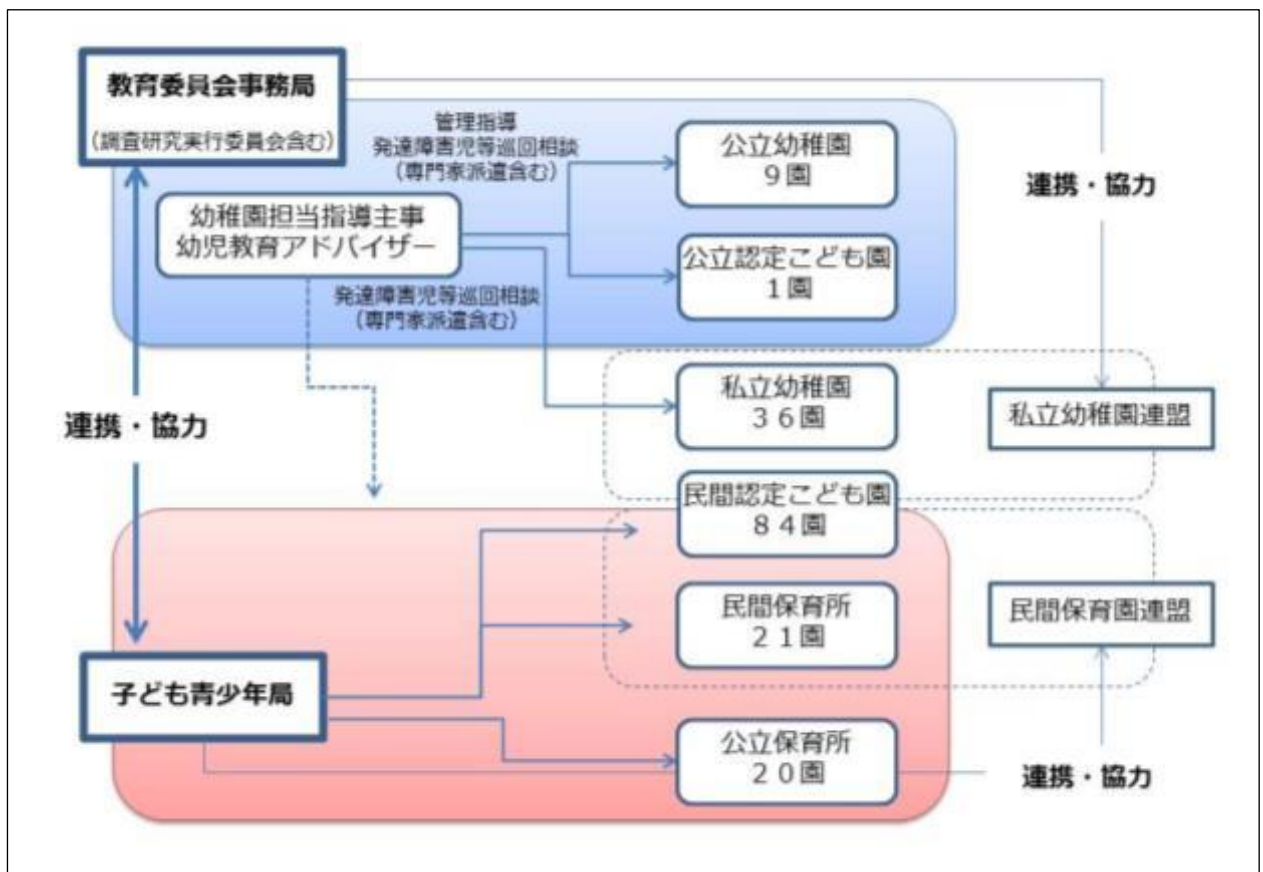 教育委員会事務局
(調査研究実行委員会含む)
管理指導
発達障害児等巡回相談
(専門家派遣含む)
公立幼稚園
9園
連携・協力
幼稚園担当指導主事
幼児教育アドバイザー
公立認定こども園
1園
発達障害児等巡回相談
(専門家派遣含む)
私立幼稚園
36園
私立幼稚園連盟
連携・協力
民間認定こども園
84園
民間保育所
21園
民間保育園連盟
子ども青少年局
公立保育所
20園
連携・協力